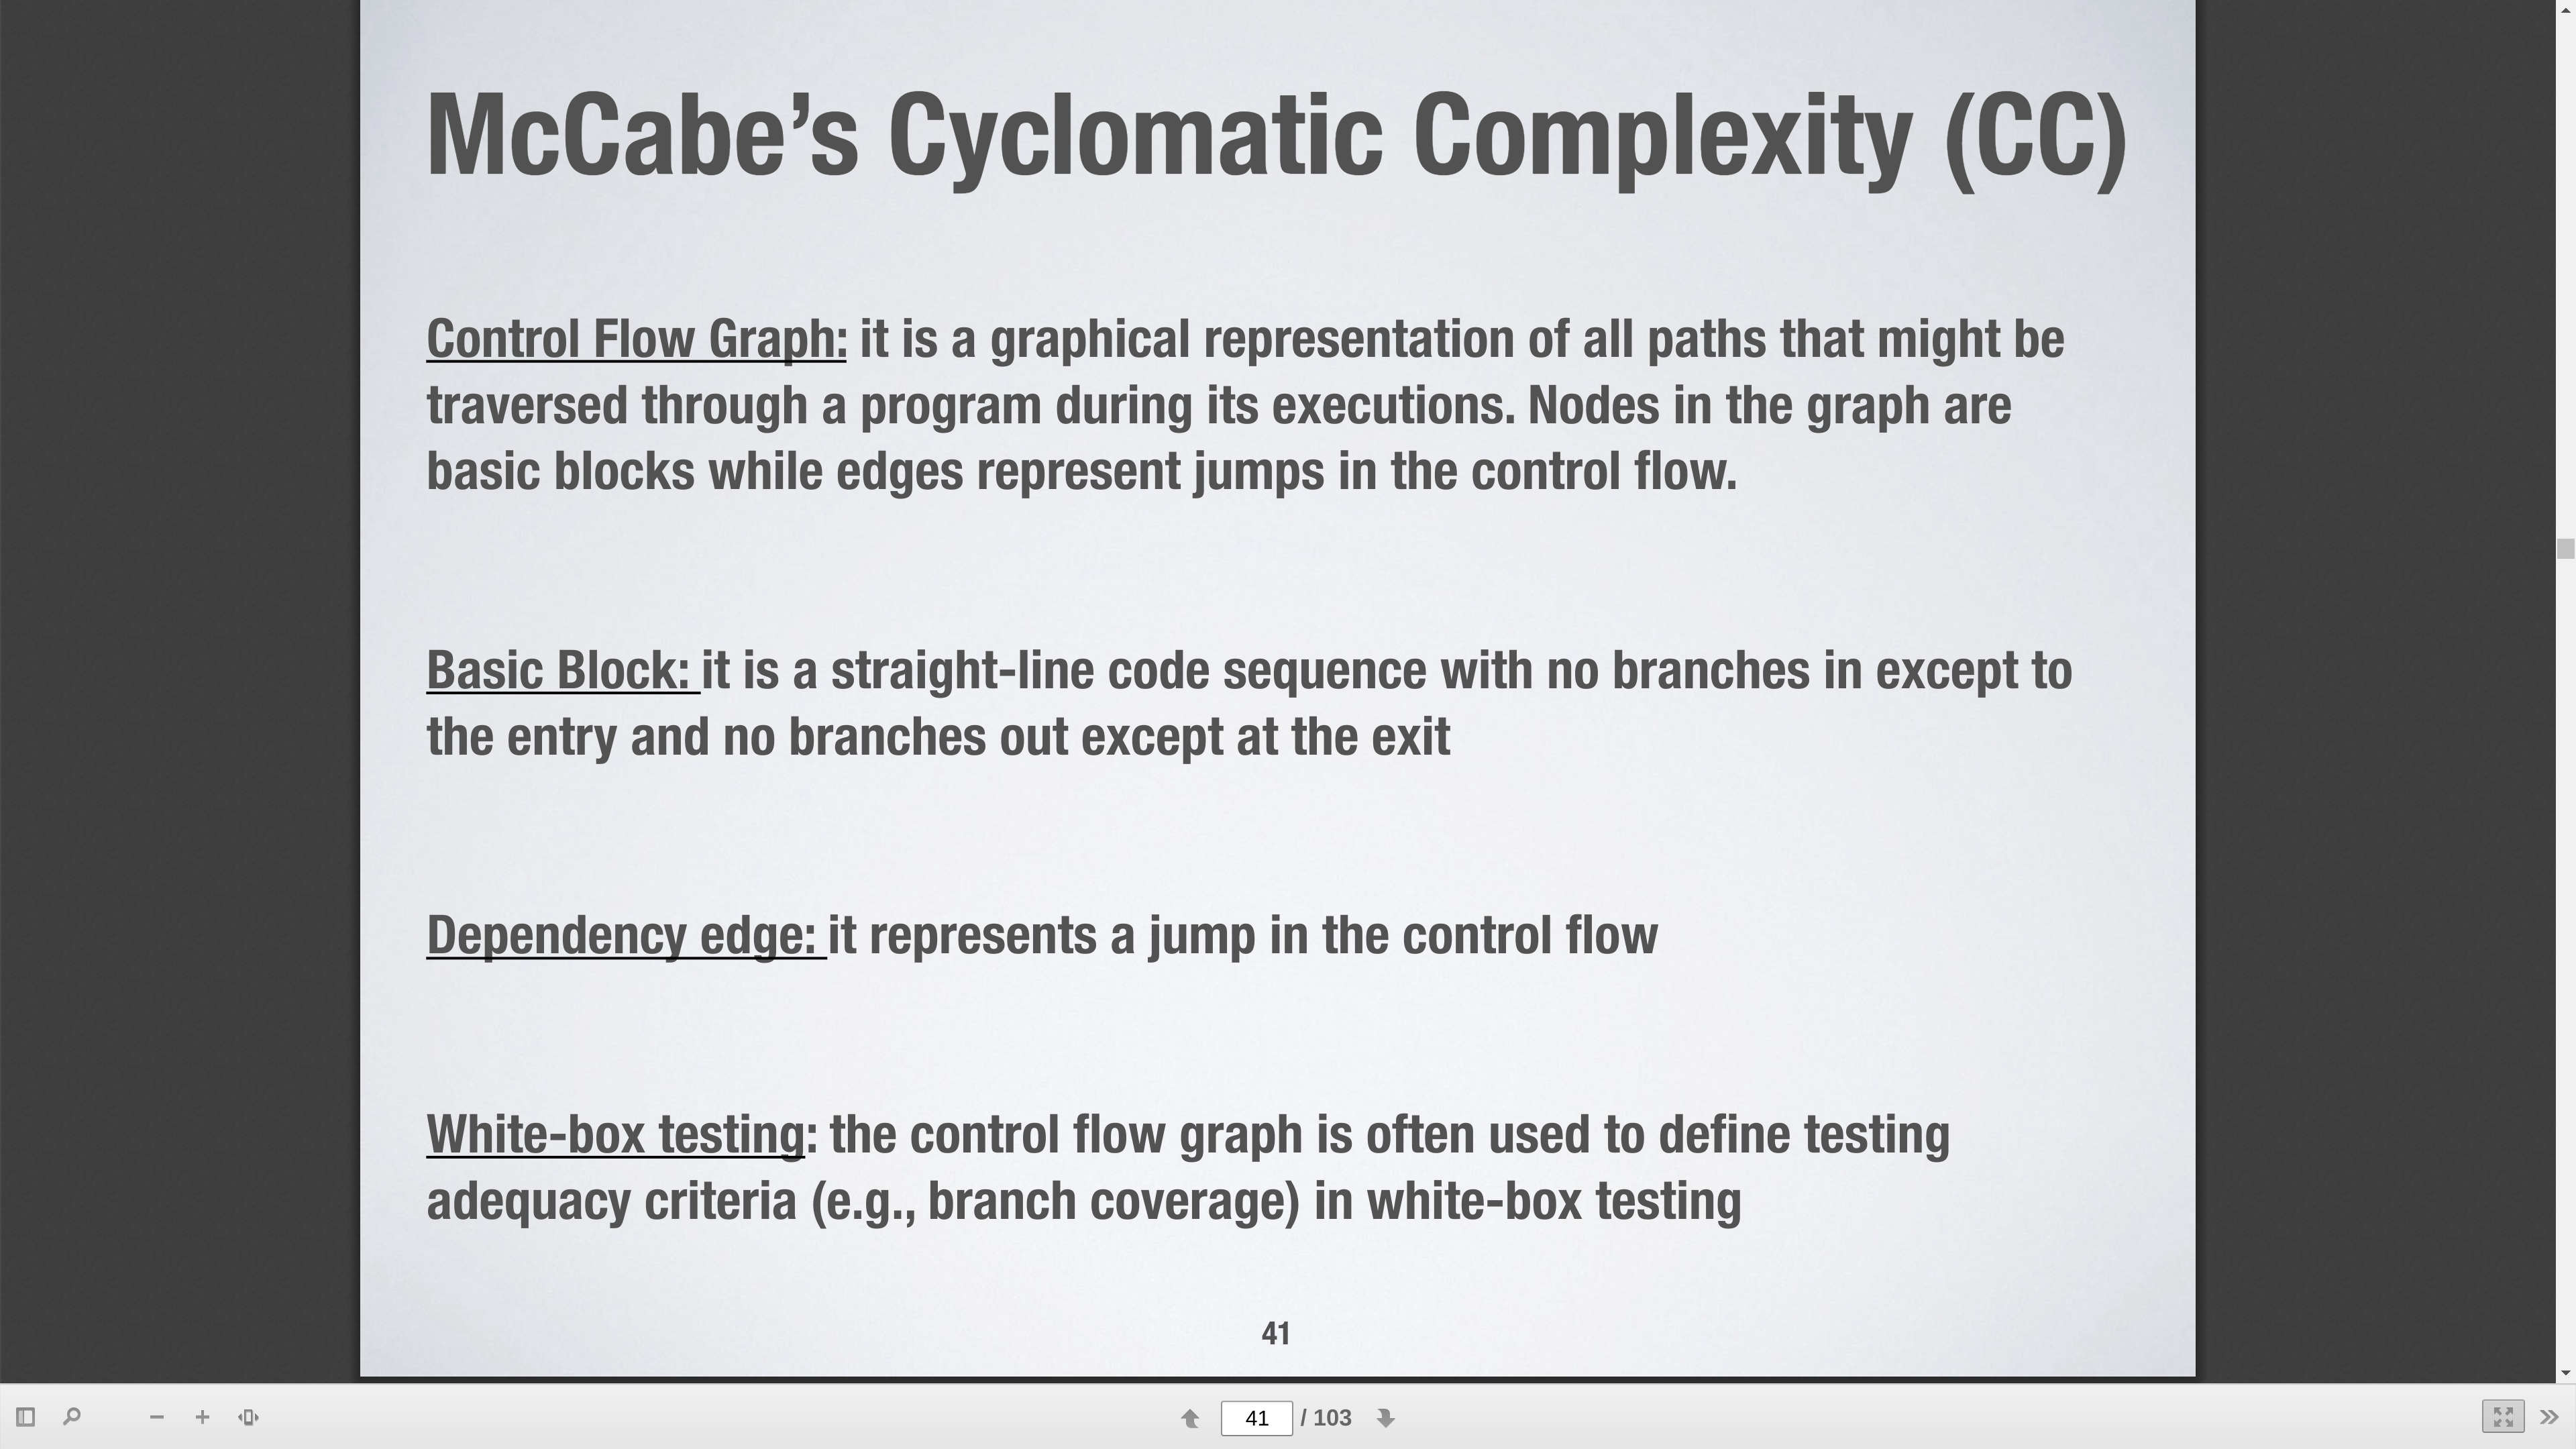 McCabe’s Cyclomatic Complexity (CC)
Control Flow Graph: it is a graphical representation of all paths that might be
traversed through a program during its executions. Nodes in the graph are
basic blocks while edges represent jumps in the control flow.
Basic Block: it is a straight-line code sequence with no branches in except to
the entry and no branches out except at the exit
Dependency edge: it represents a jump in the control flow
White-box testing: the control flow graph is often used to define testing
adequacy criteria (e.g., branch coverage) in white-box testing
41
41 / 103